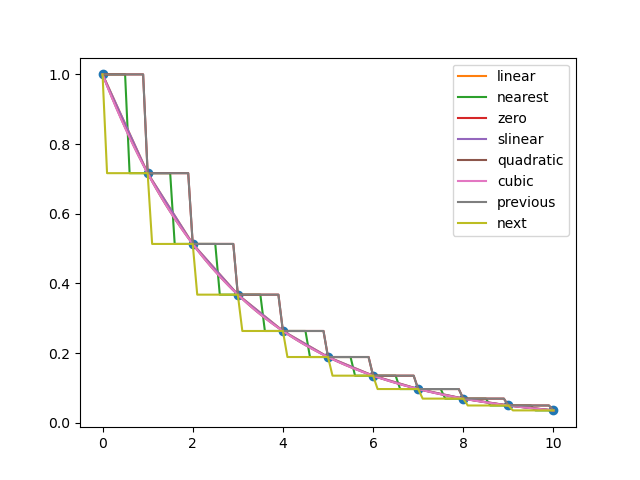 1.0
0.8
0.6
0.4
0.2
0.0
0 2 4 6 8 10
linear
nearest
zero
slinear
quadratic
cubic
previous
next